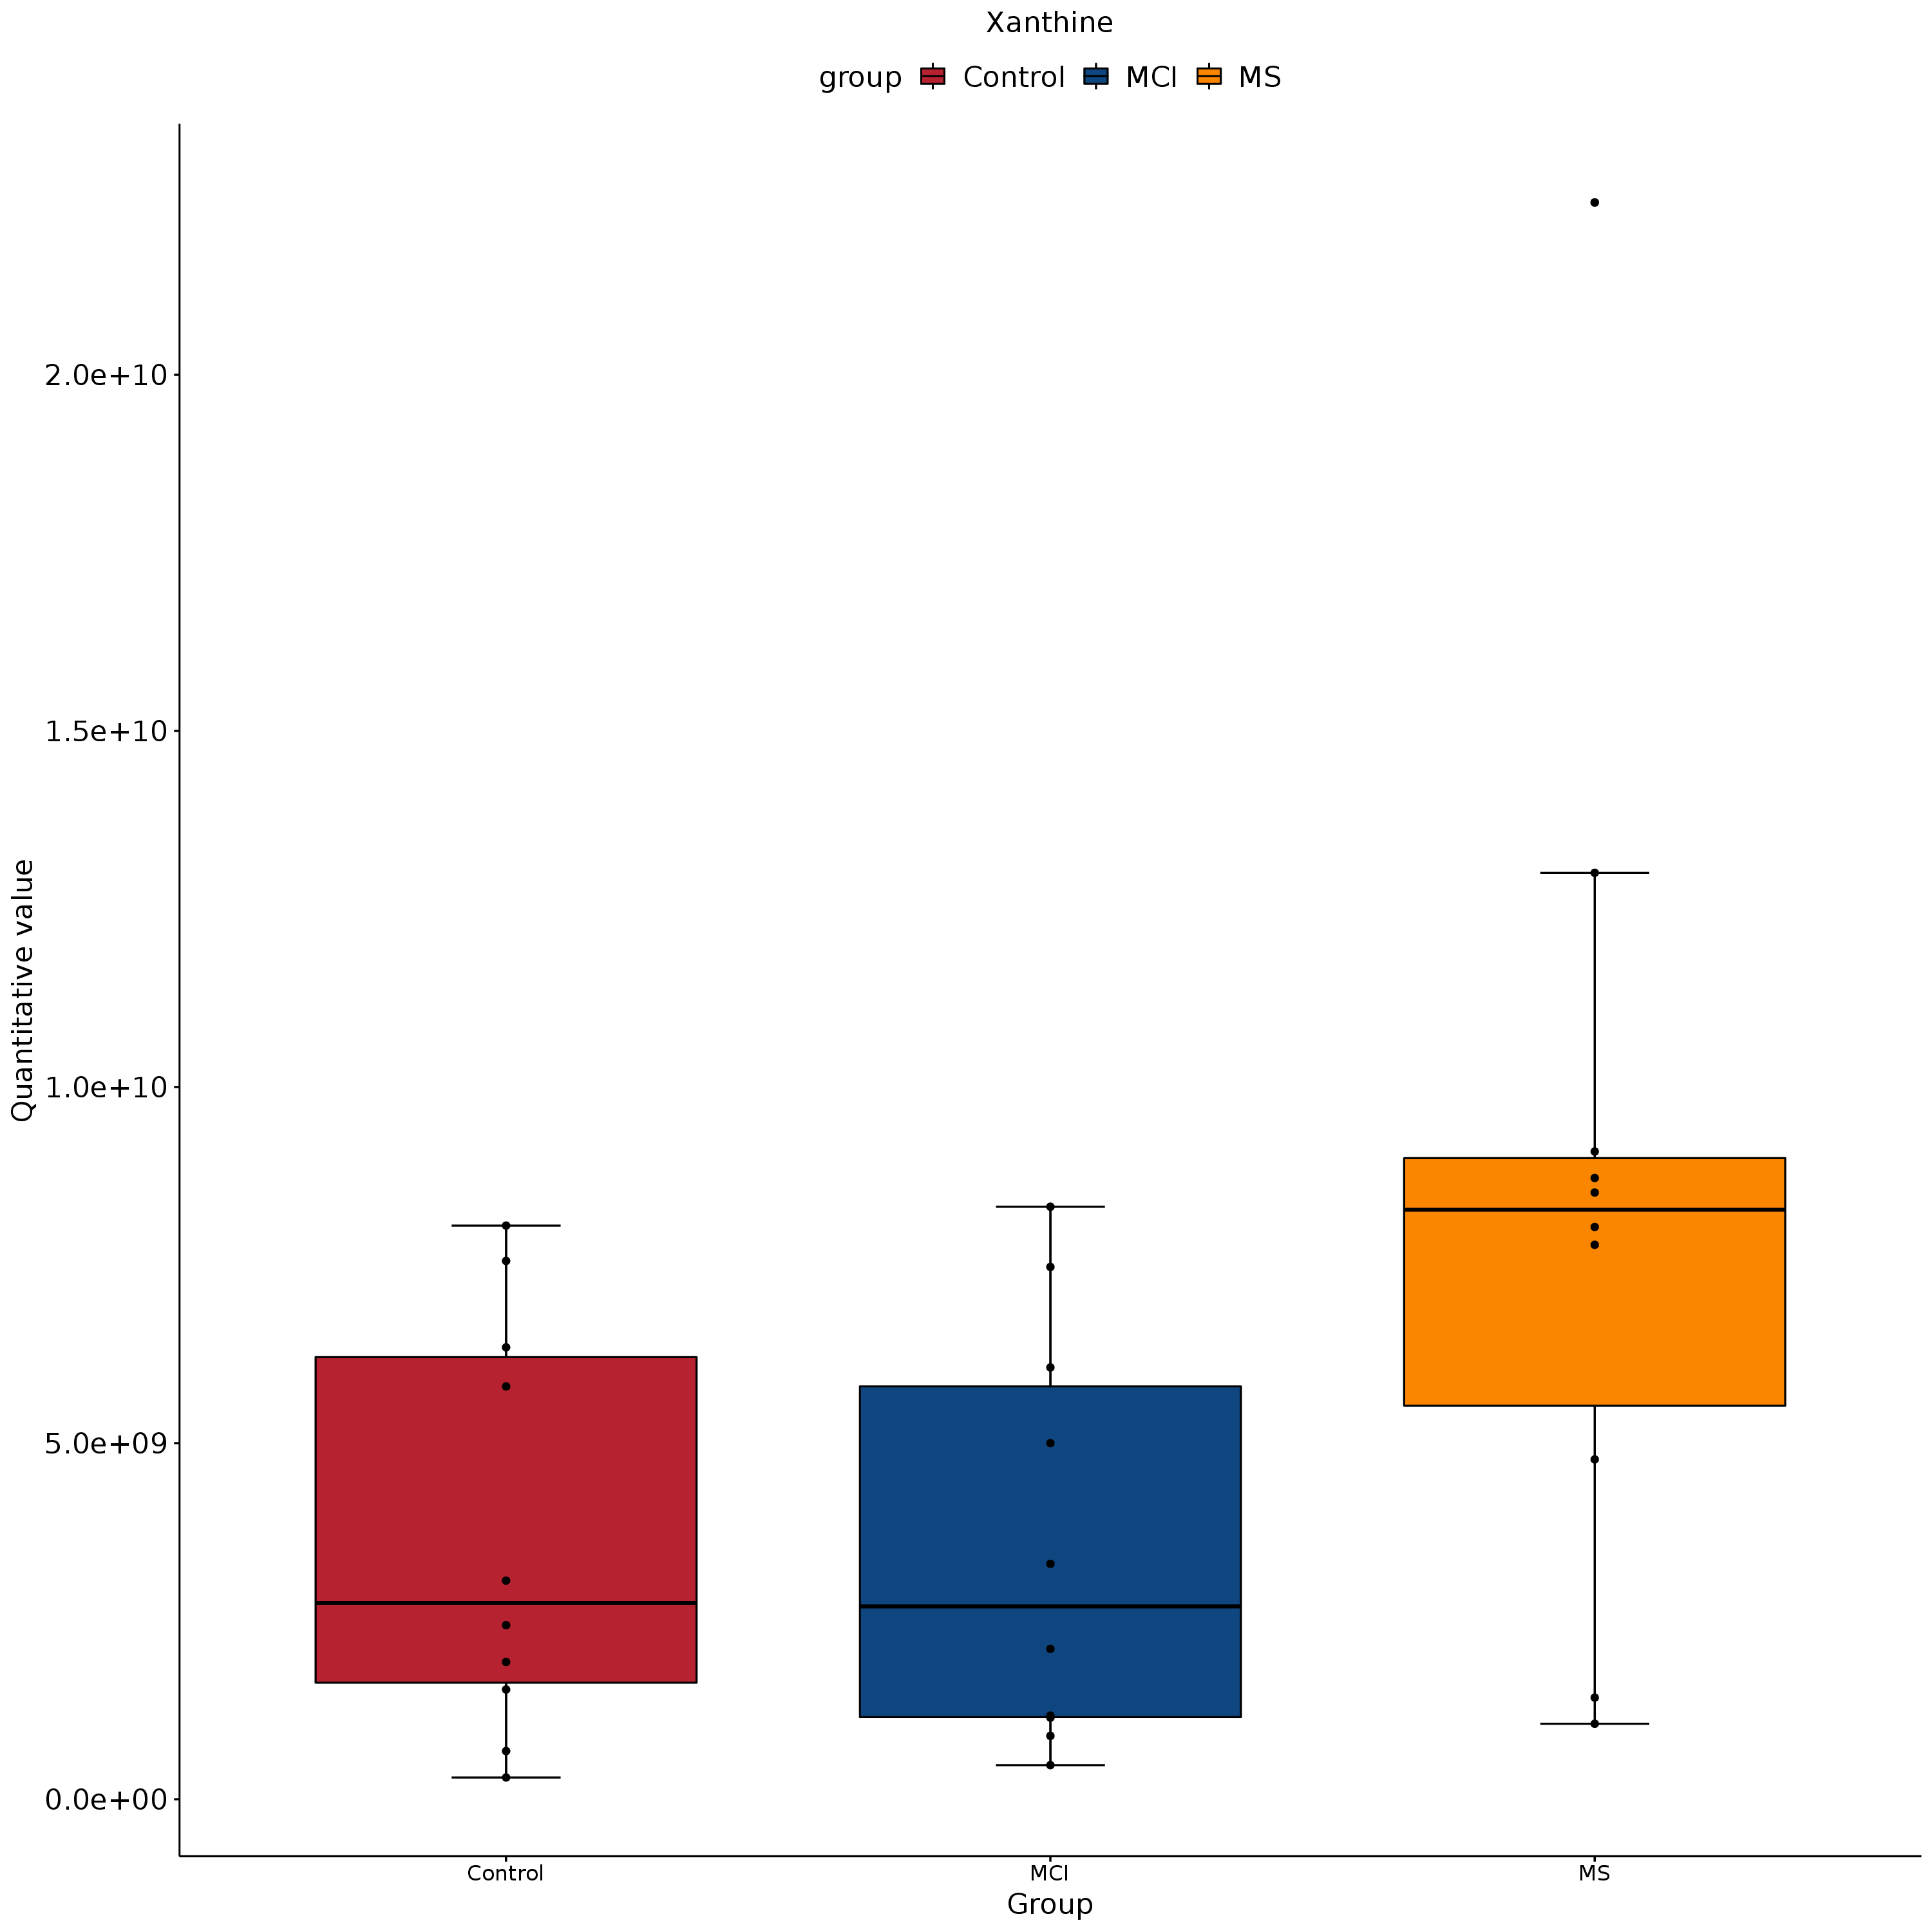 Xanthine
group Control MCI MS
Quantitative value
2.0e+10
1.5e+10
1.0e+10
5.0e+09
0.0e+00
Control MCI MS
Group